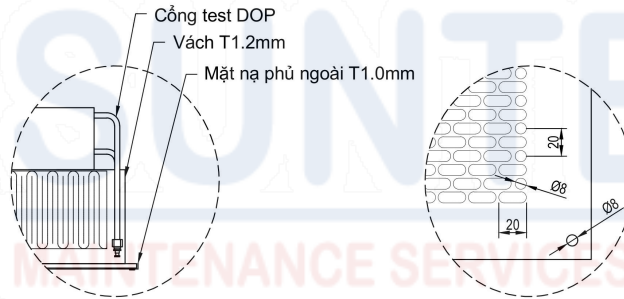 Cổng test DOP
Vách T1.2mm
Mặt nạ phủ ngoài T1.0mm
20
Ø8
20
Ø8
SUNTE
MAINTENANCE SERVICES